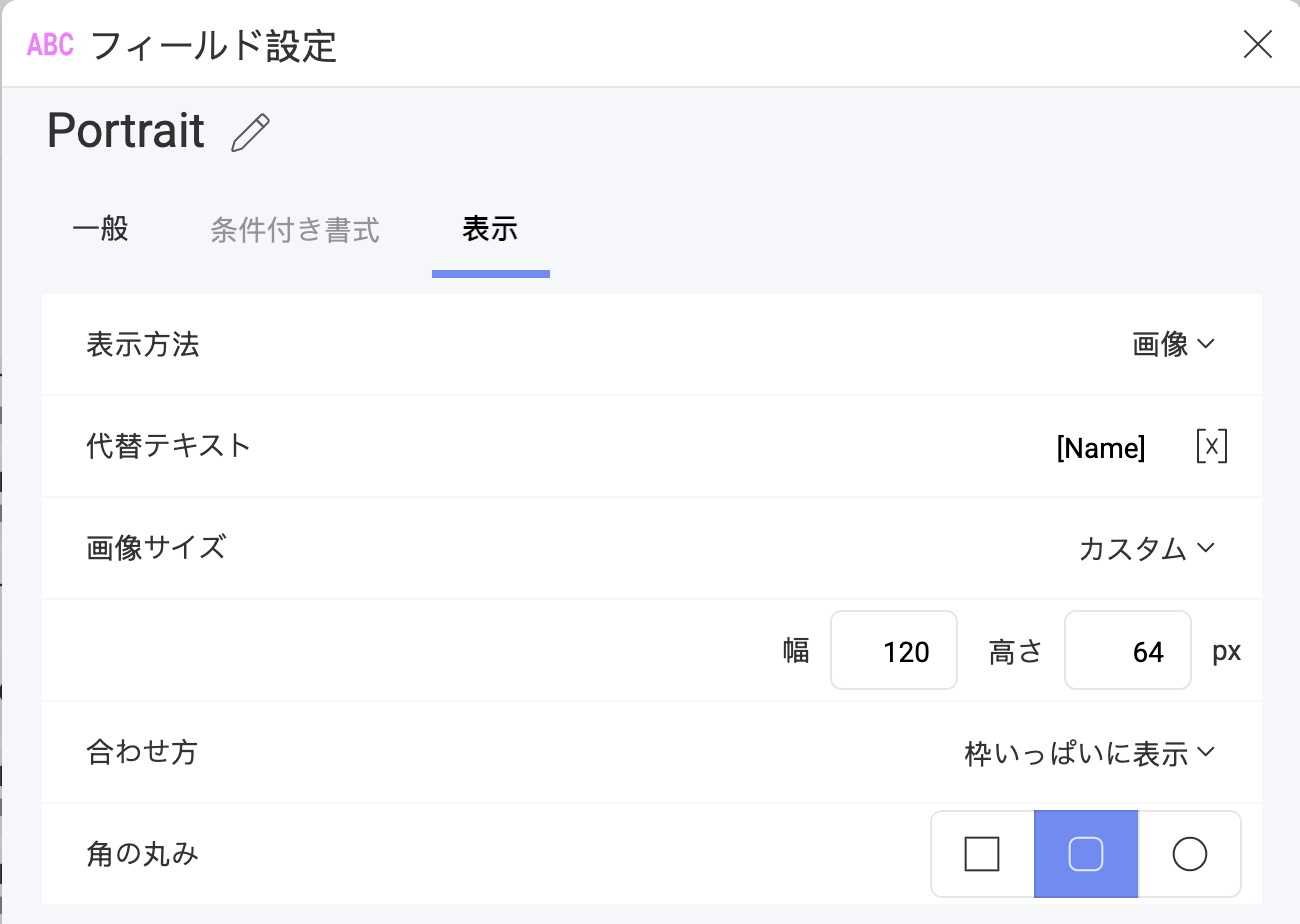 ABC フィールド設定
Portrait
一般 条件付き書式 表示
表示方法 画像
代替テキスト [Name] [X]
画像サイズ カスタム
幅 120 高さ 64 px
合わせ方 枠いっぱいに表示
角の丸み